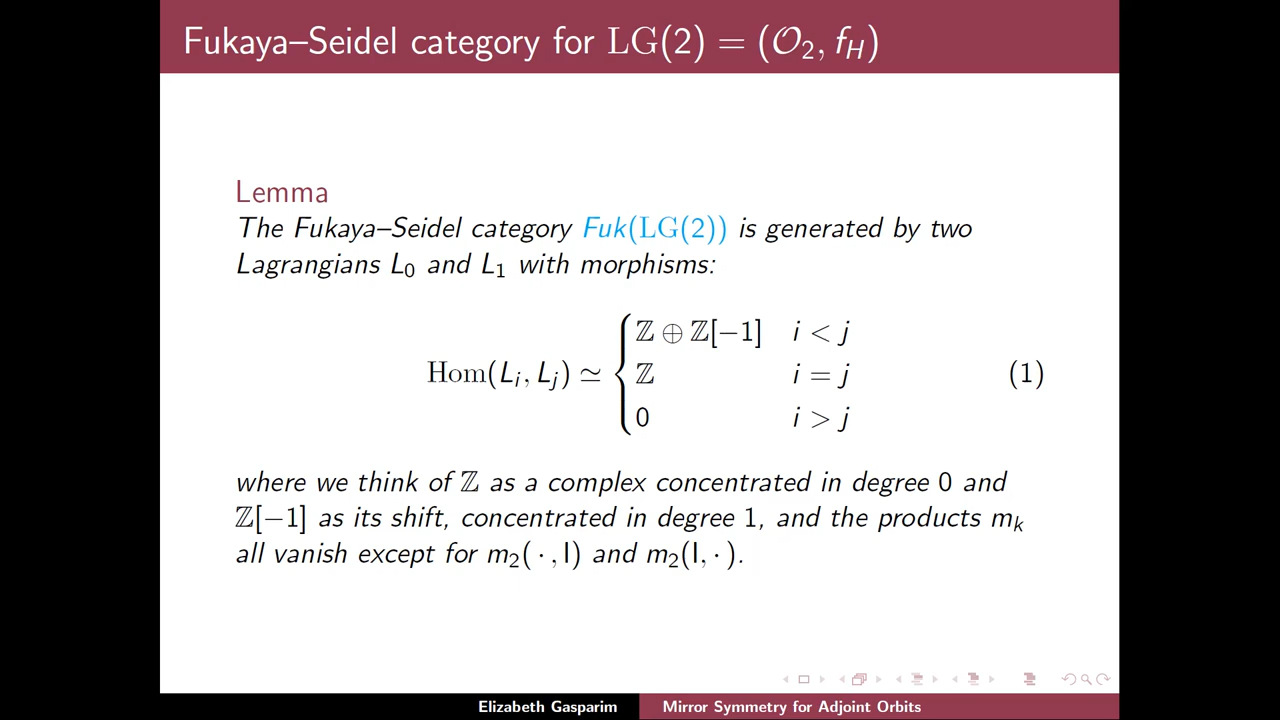 Fukaya–Seidel category for LG(2) = (𝒪₂, f_H)
Lemma
The Fukaya–Seidel category Fuk(LG(2)) is generated by two
Lagrangians L₀ and L₁ with morphisms:
ℤ ⊕ ℤ[−1] i < j
Hom(L_i, L_j) ≃ { ℤ i = j (1)
0 i > j
where we think of ℤ as a complex concentrated in degree 0 and
ℤ[−1] as its shift, concentrated in degree 1, and the products m_k
all vanish except for m₂( · , I) and m₂(I, · ).
Elizabeth Gasparim Mirror Symmetry for Adjoint Orbits